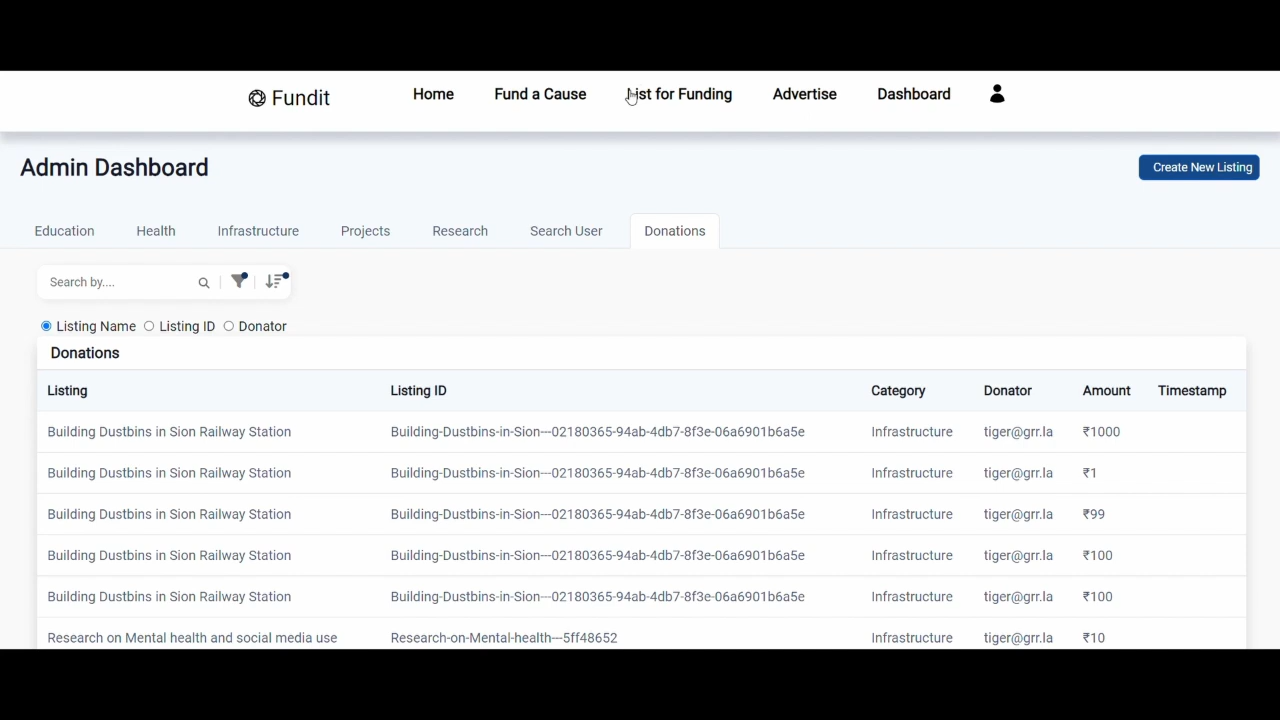 Fundit Home Fund a Cause List for Funding Advertise Dashboard
Admin Dashboard Create New Listing
Education Health Infrastructure Projects Research Search User Donations
Search by....
Listing Name Listing ID Donator
Donations
Listing Listing ID Category Donator Amount Timestamp
Building Dustbins in Sion Railway Station Building-Dustbins-in-Sion---02180365-94ab-4db7-8f3e-06a6901b6a5e Infrastructure tiger@grr.la ₹1000
Building Dustbins in Sion Railway Station Building-Dustbins-in-Sion---02180365-94ab-4db7-8f3e-06a6901b6a5e Infrastructure tiger@grr.la ₹1
Building Dustbins in Sion Railway Station Building-Dustbins-in-Sion---02180365-94ab-4db7-8f3e-06a6901b6a5e Infrastructure tiger@grr.la ₹99
Building Dustbins in Sion Railway Station Building-Dustbins-in-Sion---02180365-94ab-4db7-8f3e-06a6901b6a5e Infrastructure tiger@grr.la ₹100
Building Dustbins in Sion Railway Station Building-Dustbins-in-Sion---02180365-94ab-4db7-8f3e-06a6901b6a5e Infrastructure tiger@grr.la ₹100
Research on Mental health and social media use Research-on-Mental-health---5ff48652 Infrastructure tiger@grr.la ₹10